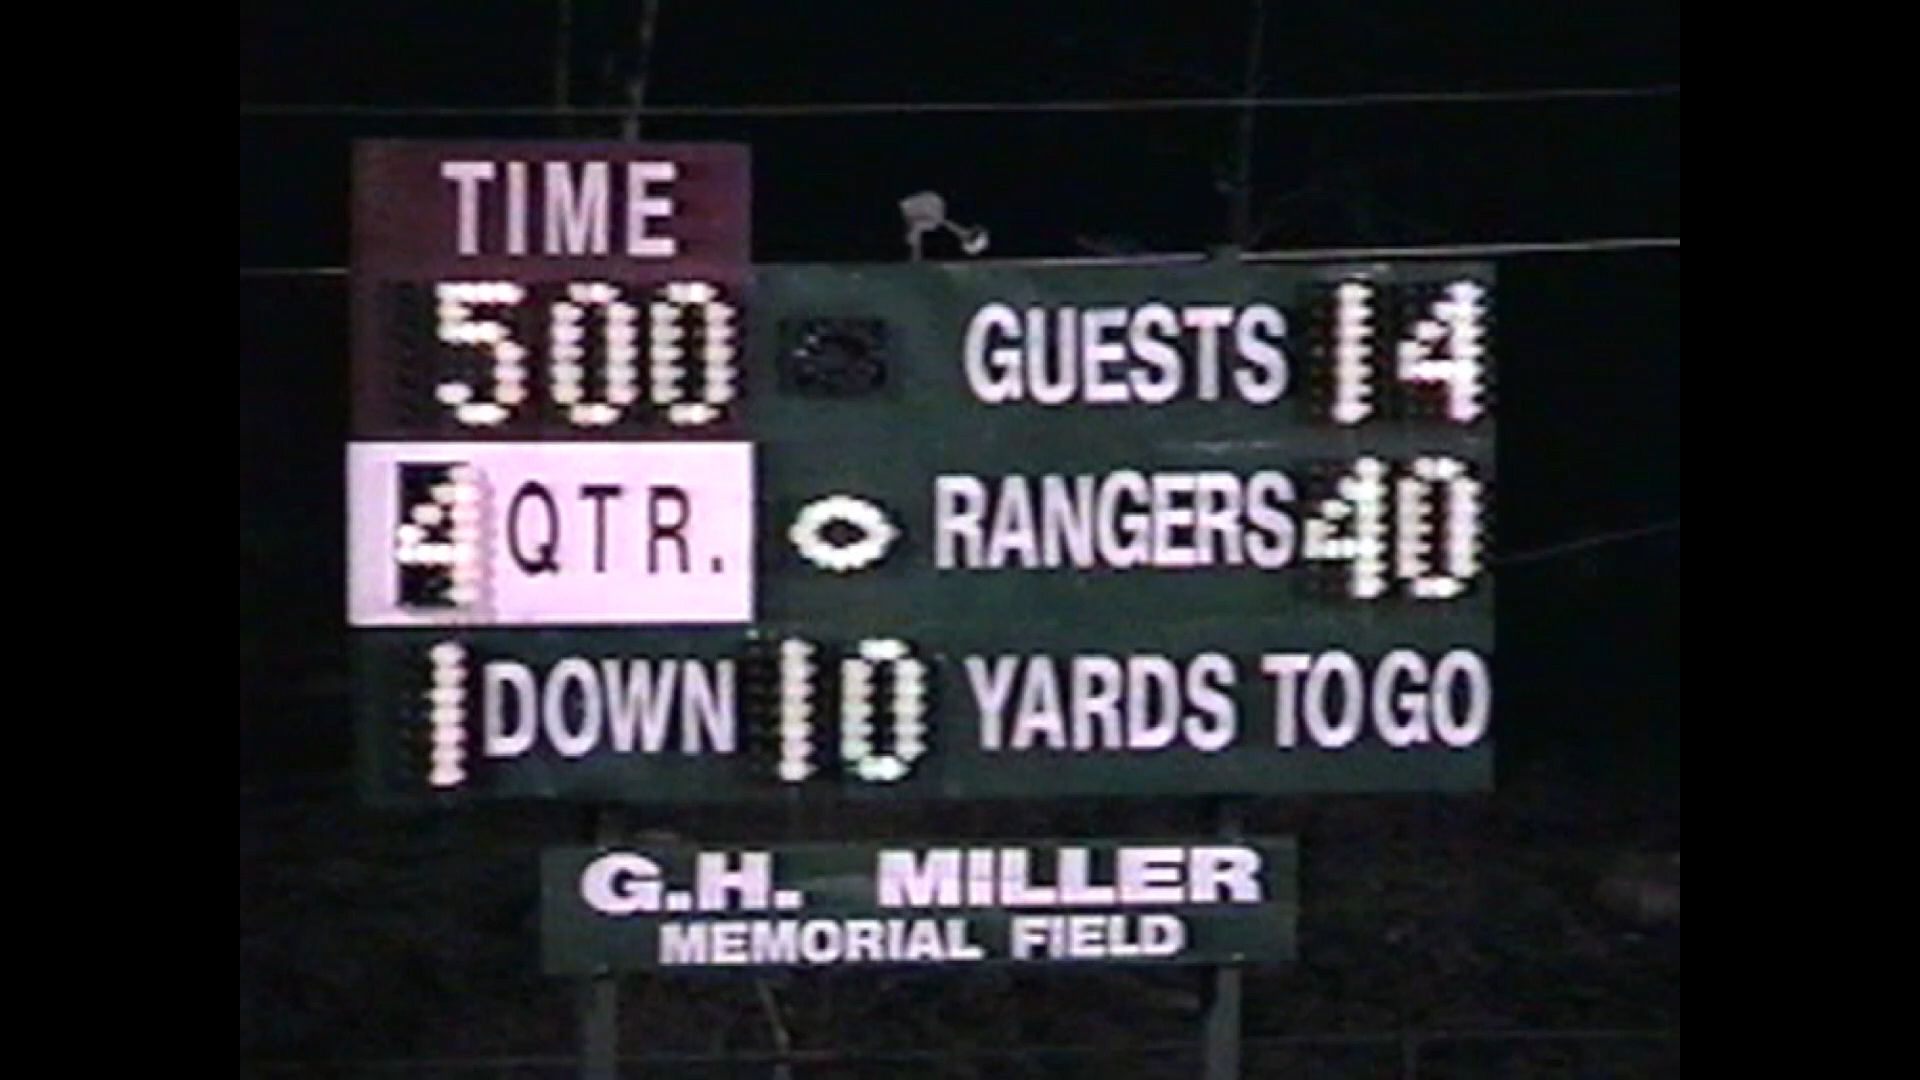 TIME
500 GUESTS 14
4 QTR. RANGERS 40
1 DOWN 10 YARDS TO GO
G.H. MILLER
MEMORIAL FIELD